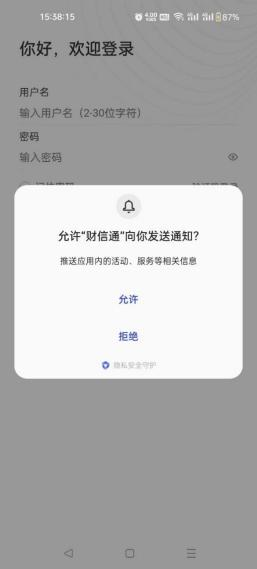 15:38:15
4.00
87%
你好，欢迎登录
用户名
输入用户名（2-30位字符）
密码
输入密码
允许“财信通”向你发送通知？
推送应用内的活动、服务等相关信息
允许
拒绝
隐私安全守护